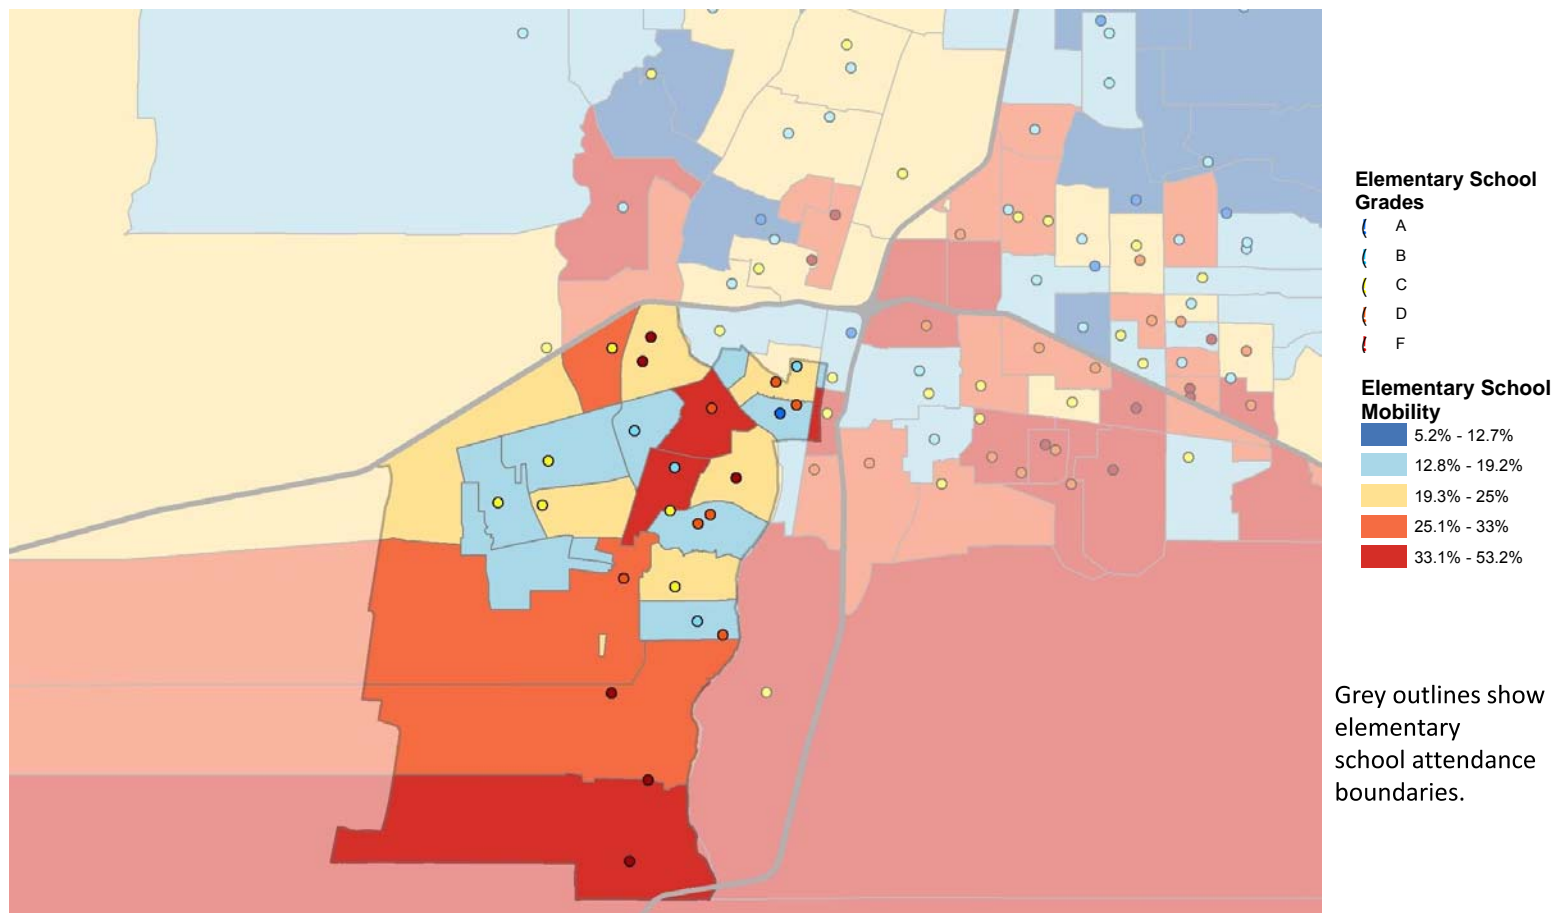 Elementary School
Grades
A
B
C
D
F
Elementary School
Mobility
5.2% - 12.7%
12.8% - 19.2%
19.3% - 25%
25.1% - 33%
33.1% - 53.2%
Grey outlines show
elementary
school attendance
boundaries.